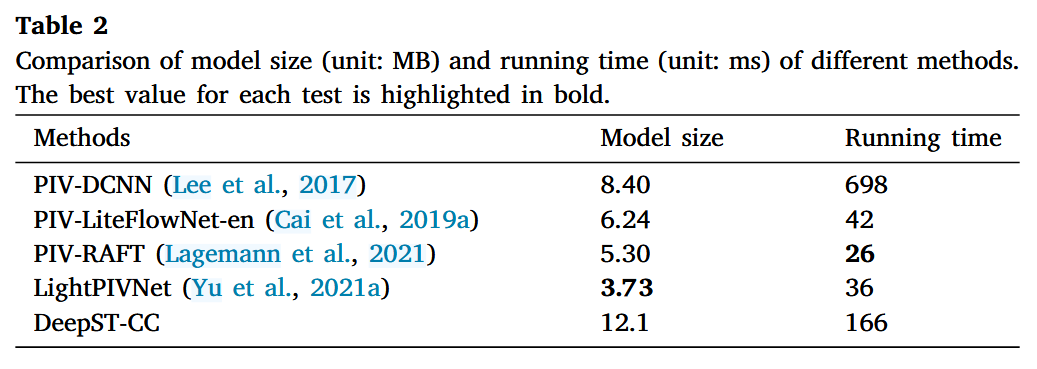 Table 2
Comparison of model size (unit: MB) and running time (unit: ms) of different methods.
The best value for each test is highlighted in bold.
Methods Model size Running time
PIV-DCNN (Lee et al., 2017) 8.40 698
PIV-LiteFlowNet-en (Cai et al., 2019a) 6.24 42
PIV-RAFT (Lagemann et al., 2021) 5.30 26
LightPIVNet (Yu et al., 2021a) 3.73 36
DeepST-CC 12.1 166